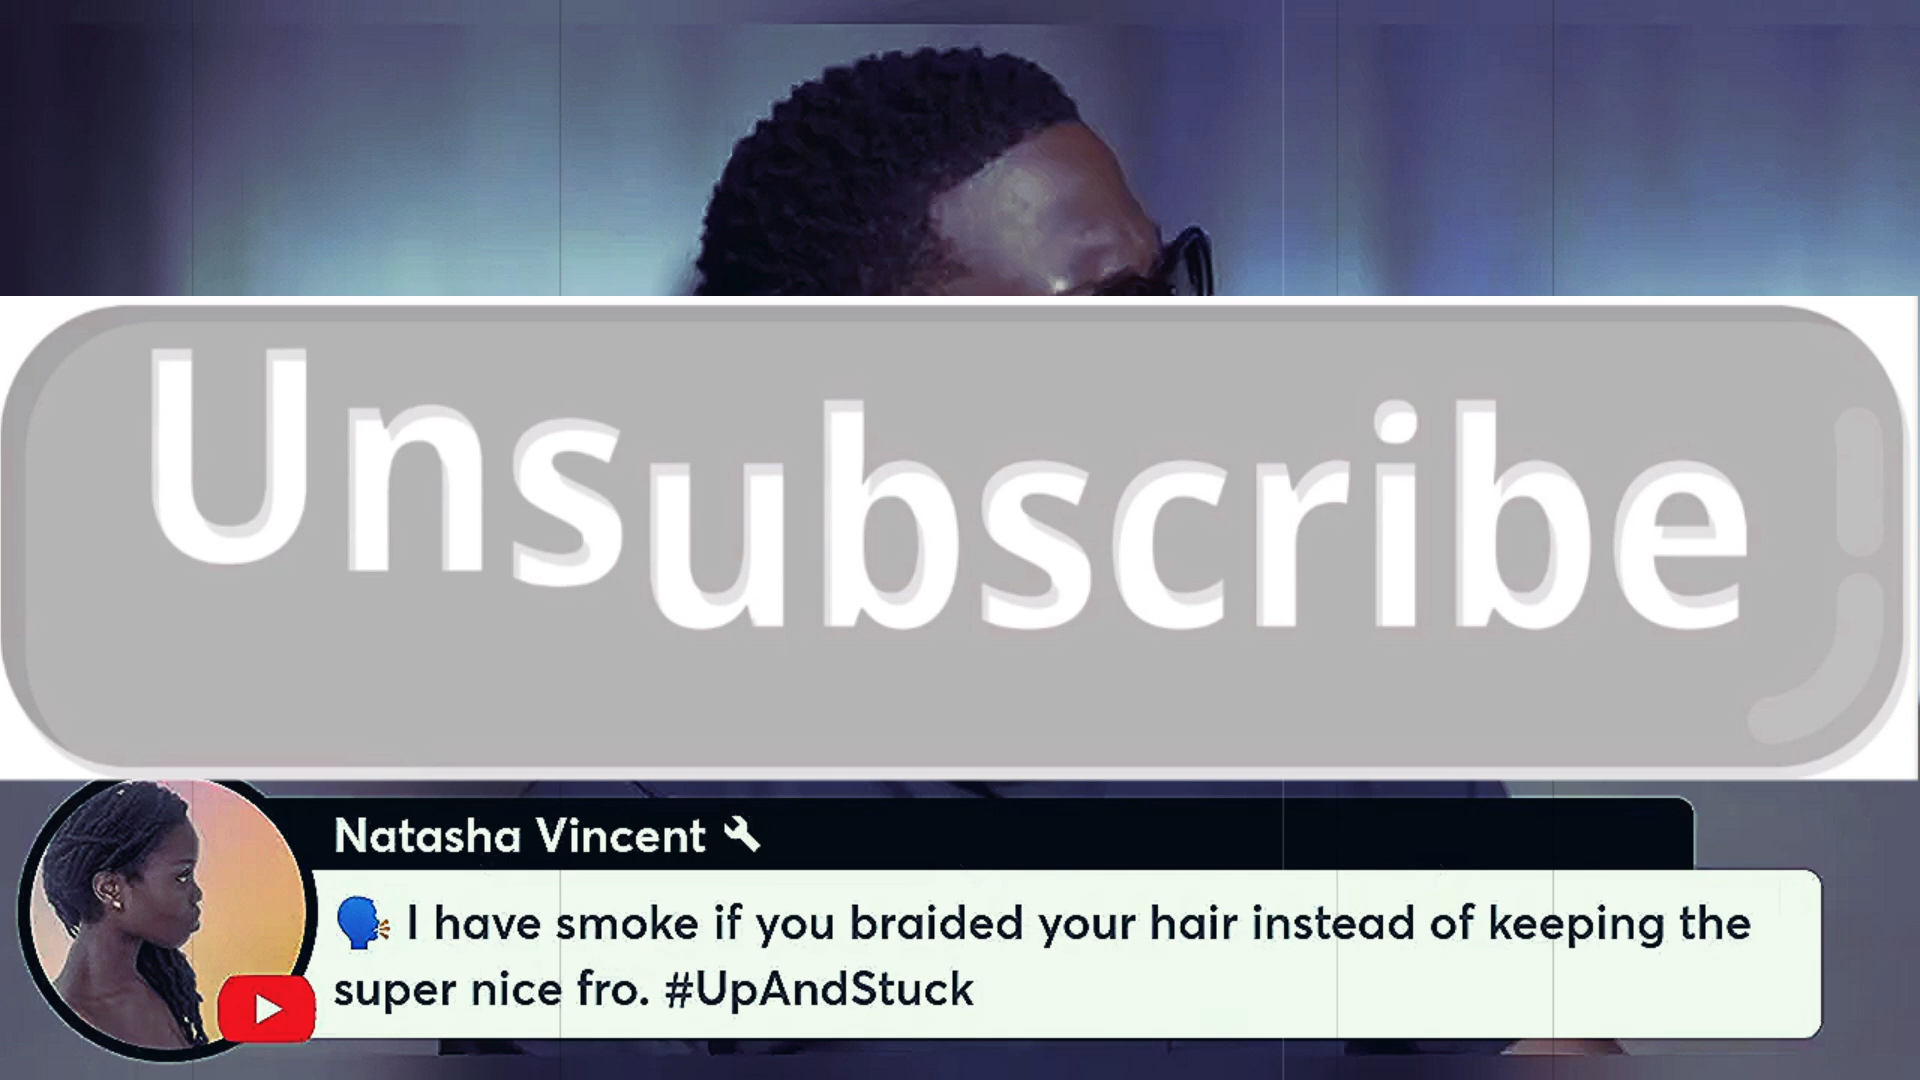 Unsubscribe
Natasha Vincent
🗣 I have smoke if you braided your hair instead of keeping the
super nice fro. #UpAndStuck